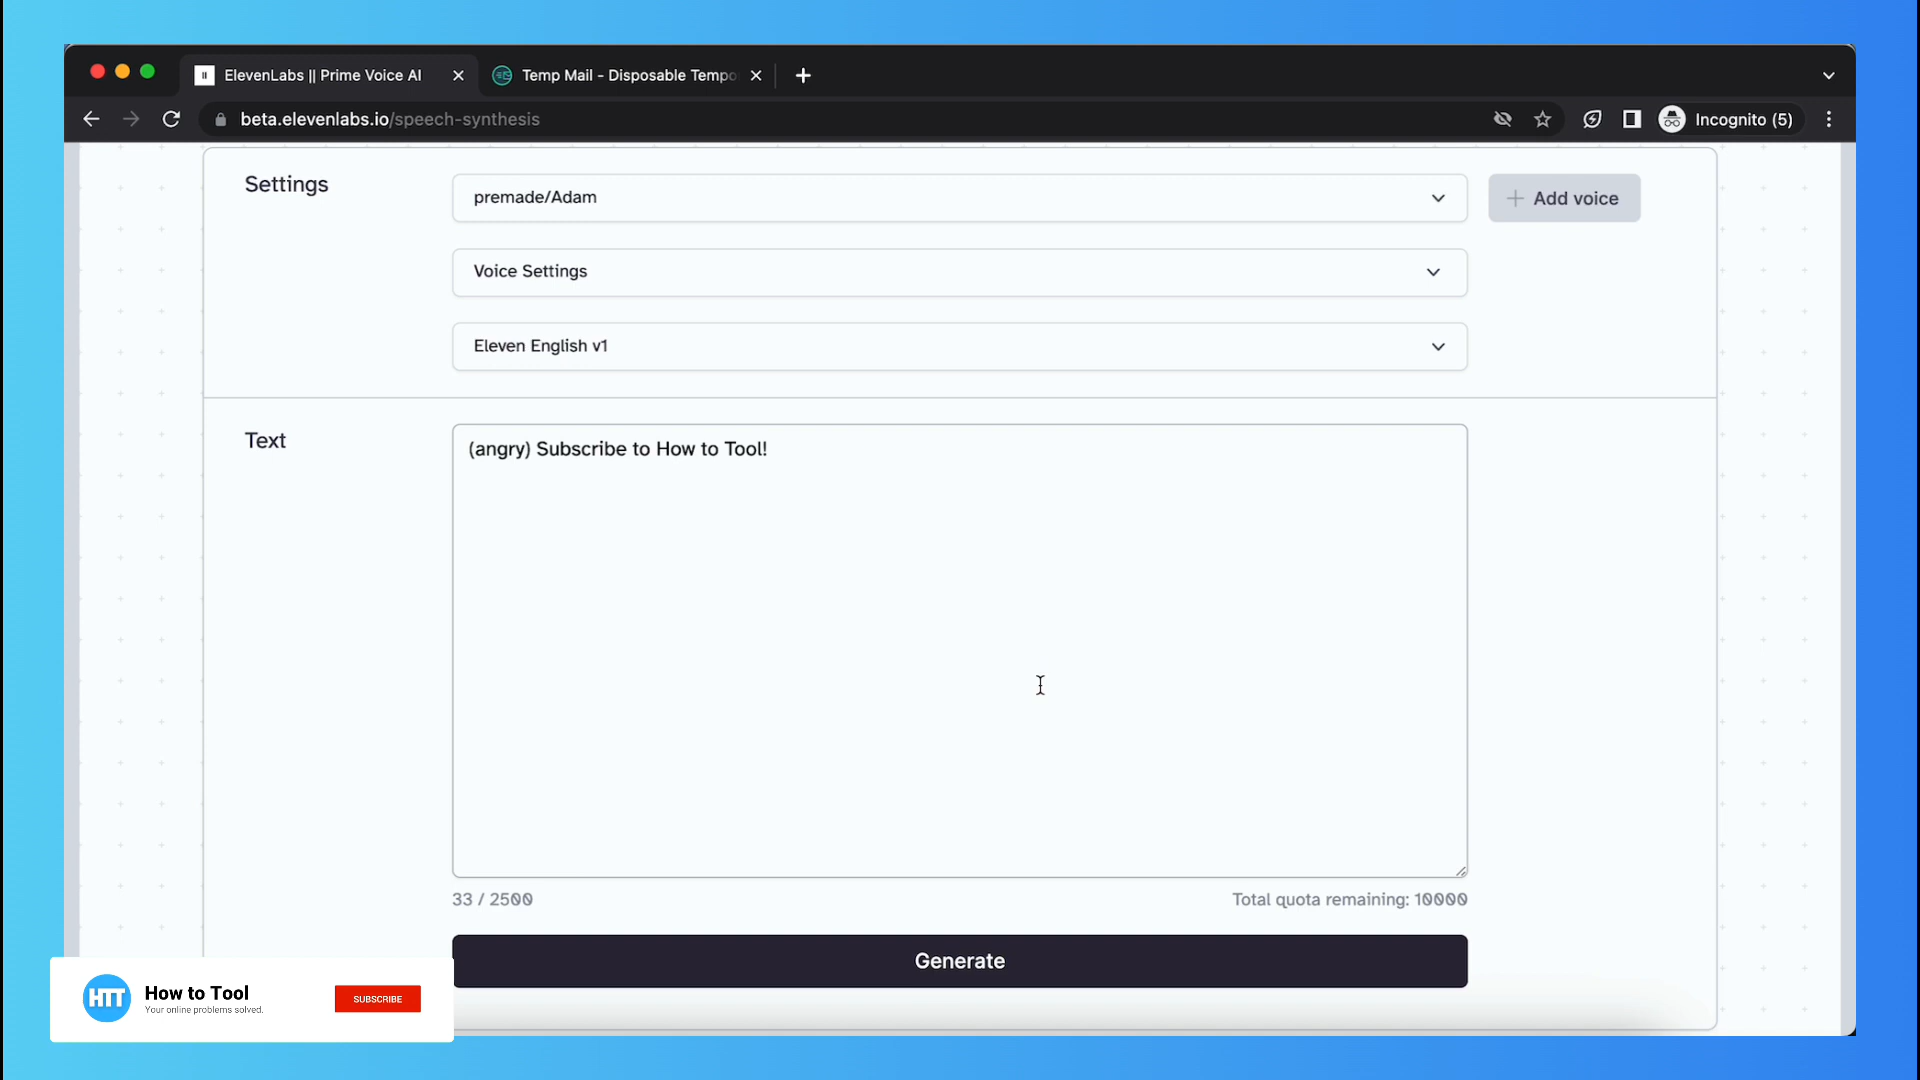 ElevenLabs || Prime Voice AI
Temp Mail - Disposable Tempo
beta.elevenlabs.io/speech-synthesis
Incognito (5)
Settings
premade/Adam
+ Add voice
Voice Settings
Eleven English v1
Text
(angry) Subscribe to How to Tool!
33 / 2500
Total quota remaining: 10000
Generate
HTT
How to Tool
Your online problems solved.
SUBSCRIBE